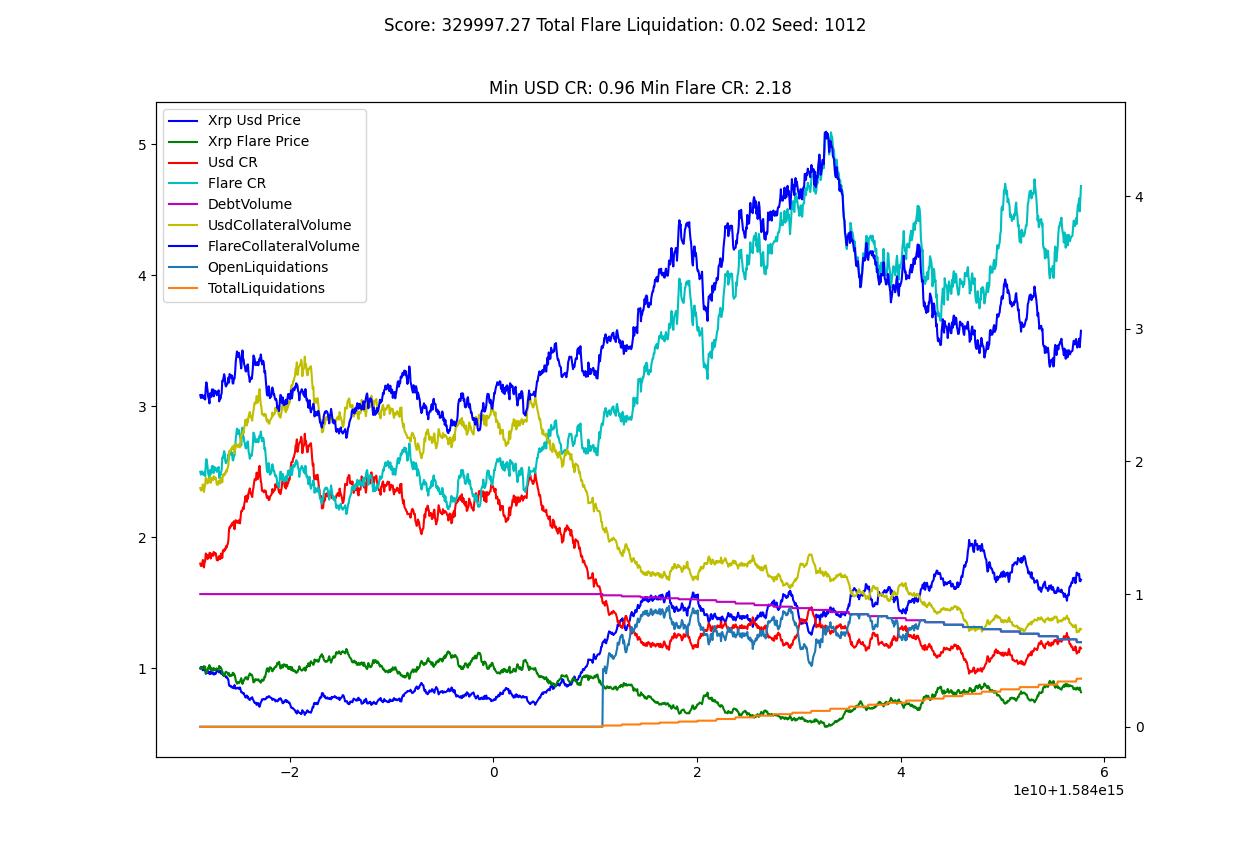 Score: 329997.27 Total Flare Liquidation: 0.02 Seed: 1012
Min USD CR: 0.96 Min Flare CR: 2.18
Xrp Usd Price
Xrp Flare Price
Usd CR
Flare CR
DebtVolume
UsdCollateralVolume
FlareCollateralVolume
OpenLiquidations
TotalLiquidations
5
4
3
2
1
4
3
2
1
0
−2
0
2
4
6
1e10+1.584e15